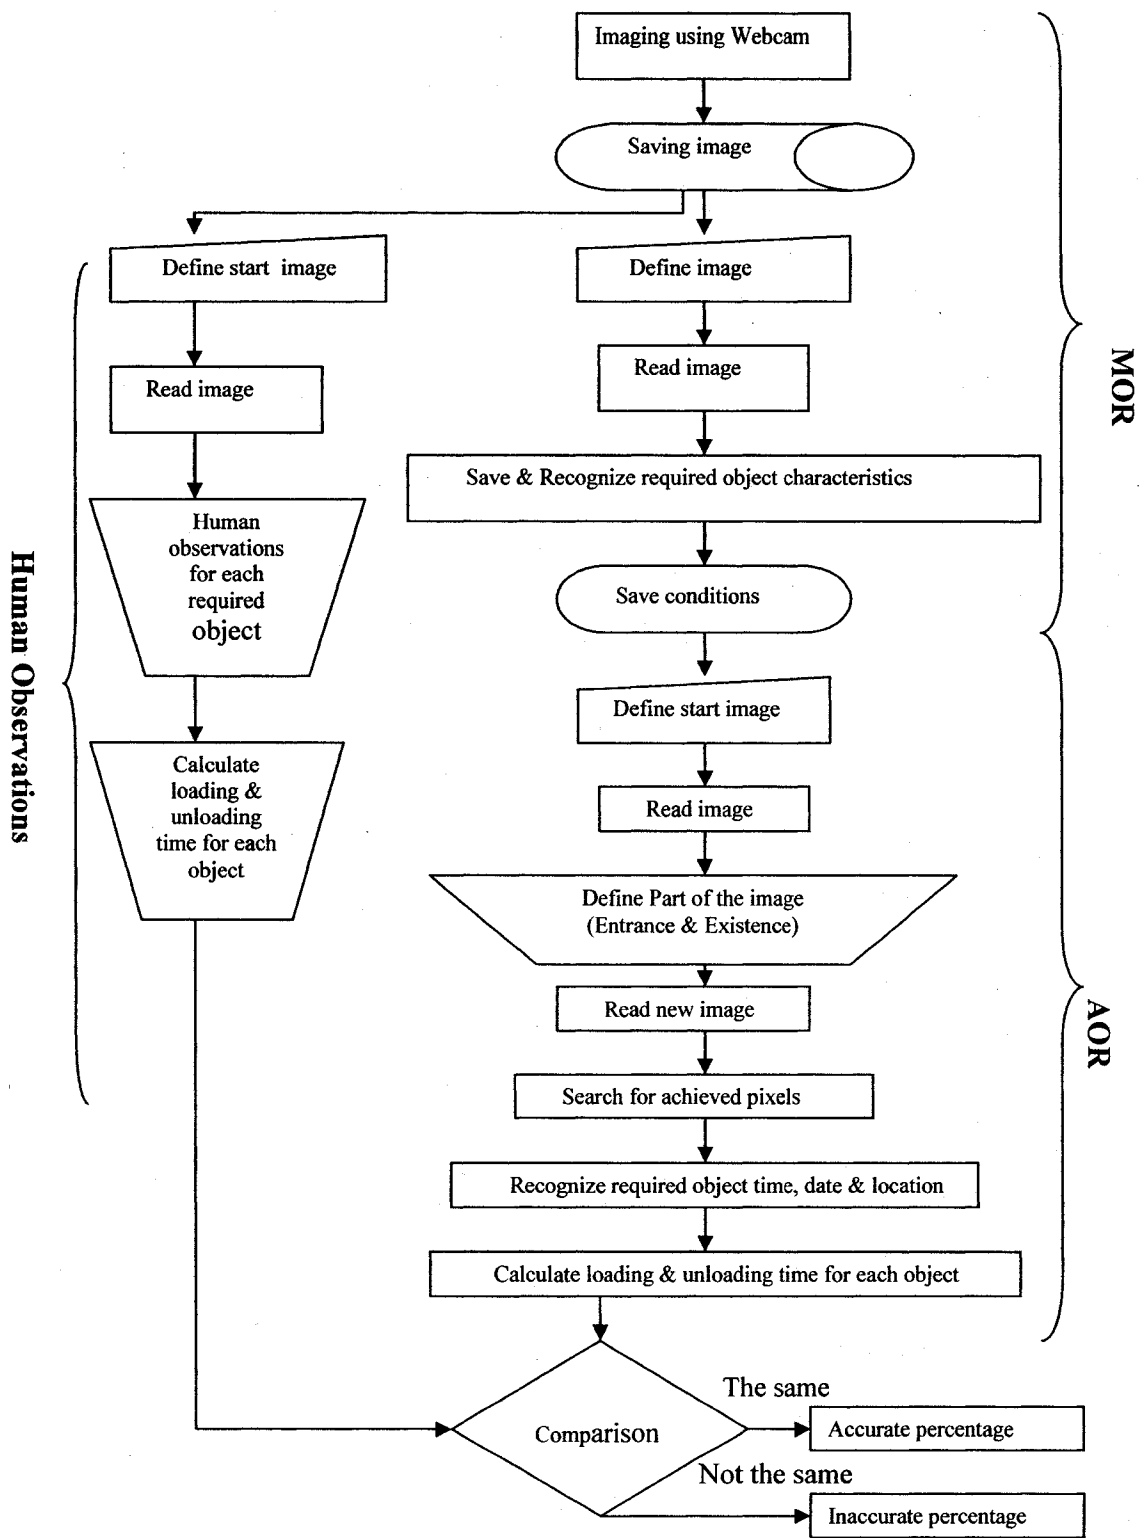 Imaging using Webcam
Saving image
Define start image
Define image
Read image
Read image
MOR
Save & Recognize required object characteristics
Human
observations
for each
required
object
Save conditions
Human Observations
Define start image
Calculate
loading &
unloading
time for each
object
Read image
Define Part of the image
(Entrance & Existence)
Read new image
AOR
Search for achieved pixels
Recognize required object time, date & location
Calculate loading & unloading time for each object
The same
Comparison
Accurate percentage
Not the same
Inaccurate percentage